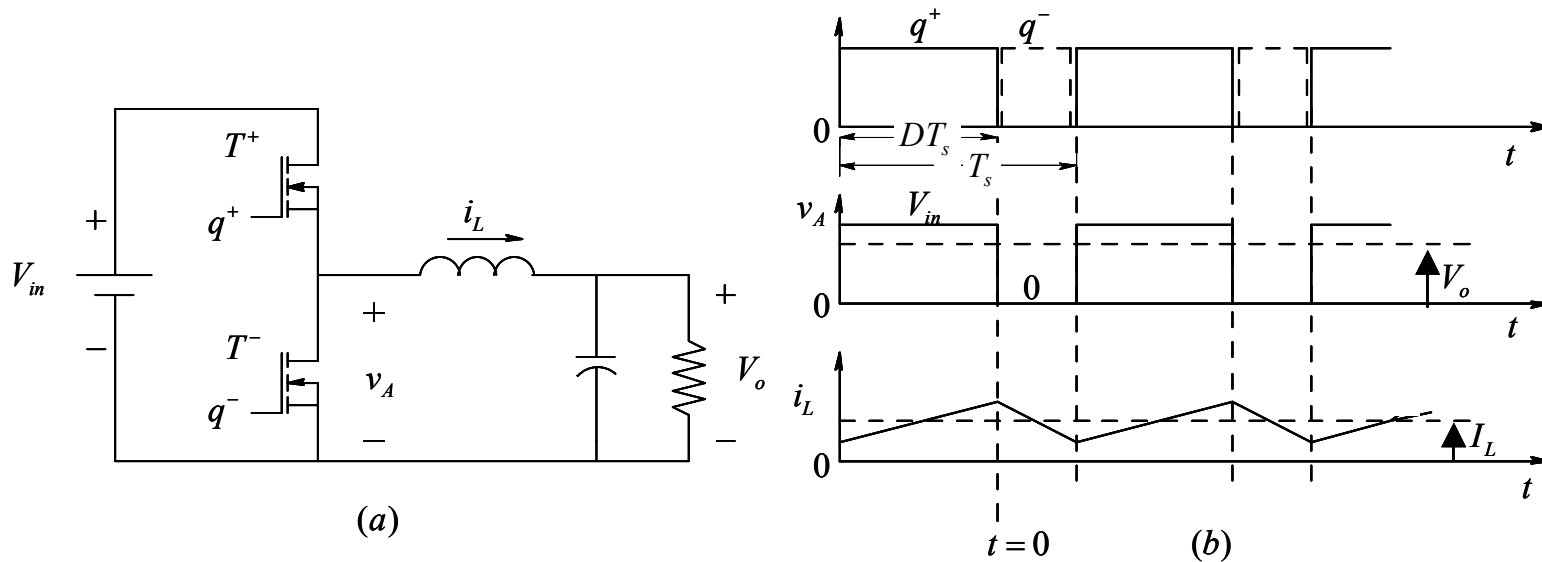 T⁺
q⁺
+
V_in
−
T⁻
q⁻
i_L
+
v_A
−
+
V_o
−
(a)
q⁺ q⁻
0
DT_s
T_s
t
v_A
V_in
0
0
V_o
t
i_L
0
I_L
t
t = 0
(b)